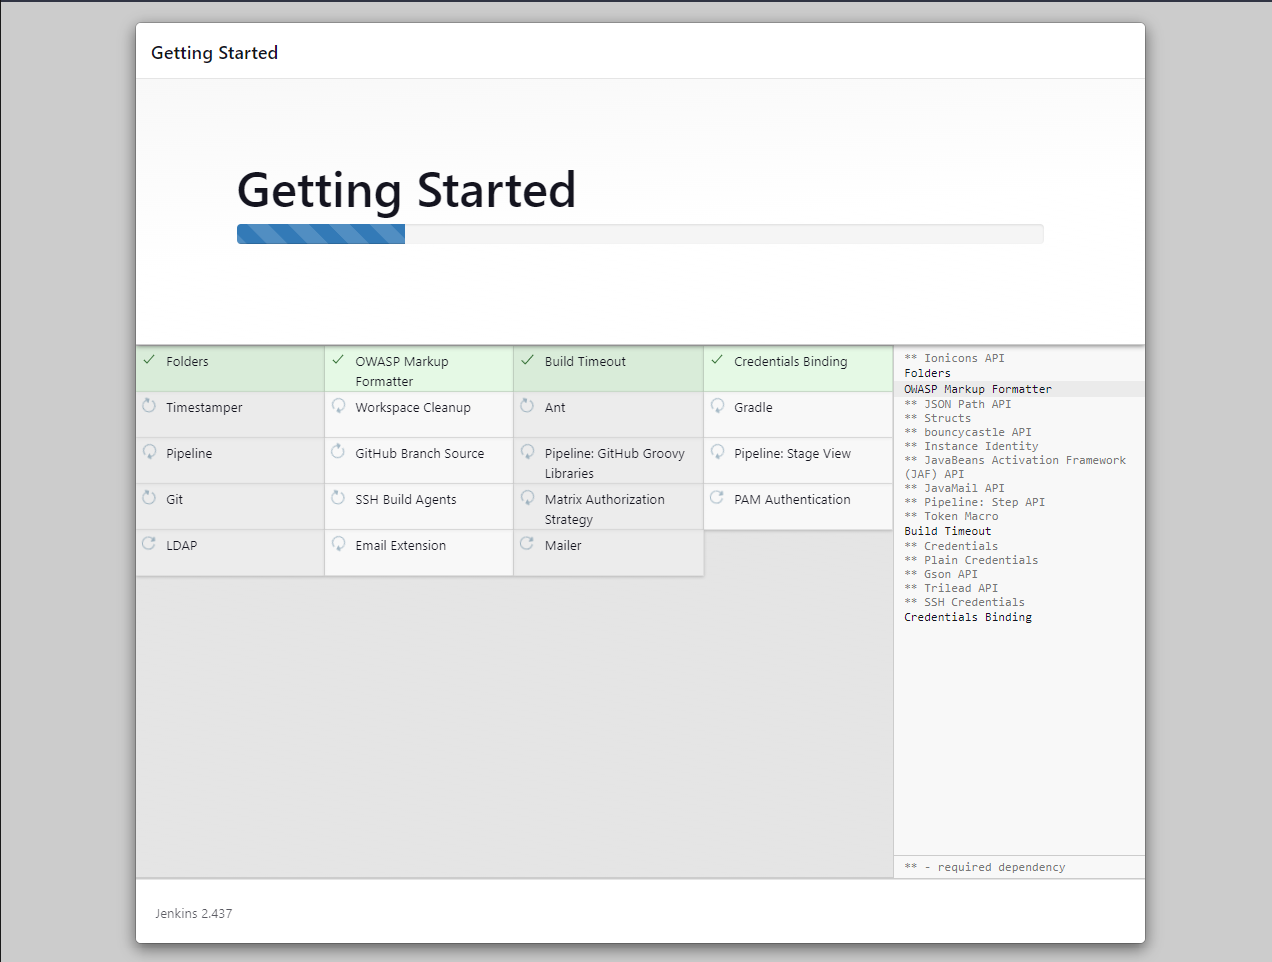 Getting Started
Getting Started
Folders
OWASP Markup
Formatter
Build Timeout
Credentials Binding
Timestamper
Workspace Cleanup
Ant
Gradle
Pipeline
GitHub Branch Source
Pipeline: GitHub Groovy
Libraries
Pipeline: Stage View
Git
SSH Build Agents
Matrix Authorization
Strategy
PAM Authentication
LDAP
Email Extension
Mailer
** Ionicons API
Folders
OWASP Markup Formatter
** JSON Path API
** Structs
** bouncycastle API
** Instance Identity
** JavaBeans Activation Framework
(JAF) API
** JavaMail API
** Pipeline: Step API
** Token Macro
Build Timeout
** Credentials
** Plain Credentials
** Gson API
** Trilead API
** SSH Credentials
Credentials Binding
** - required dependency
Jenkins 2.437